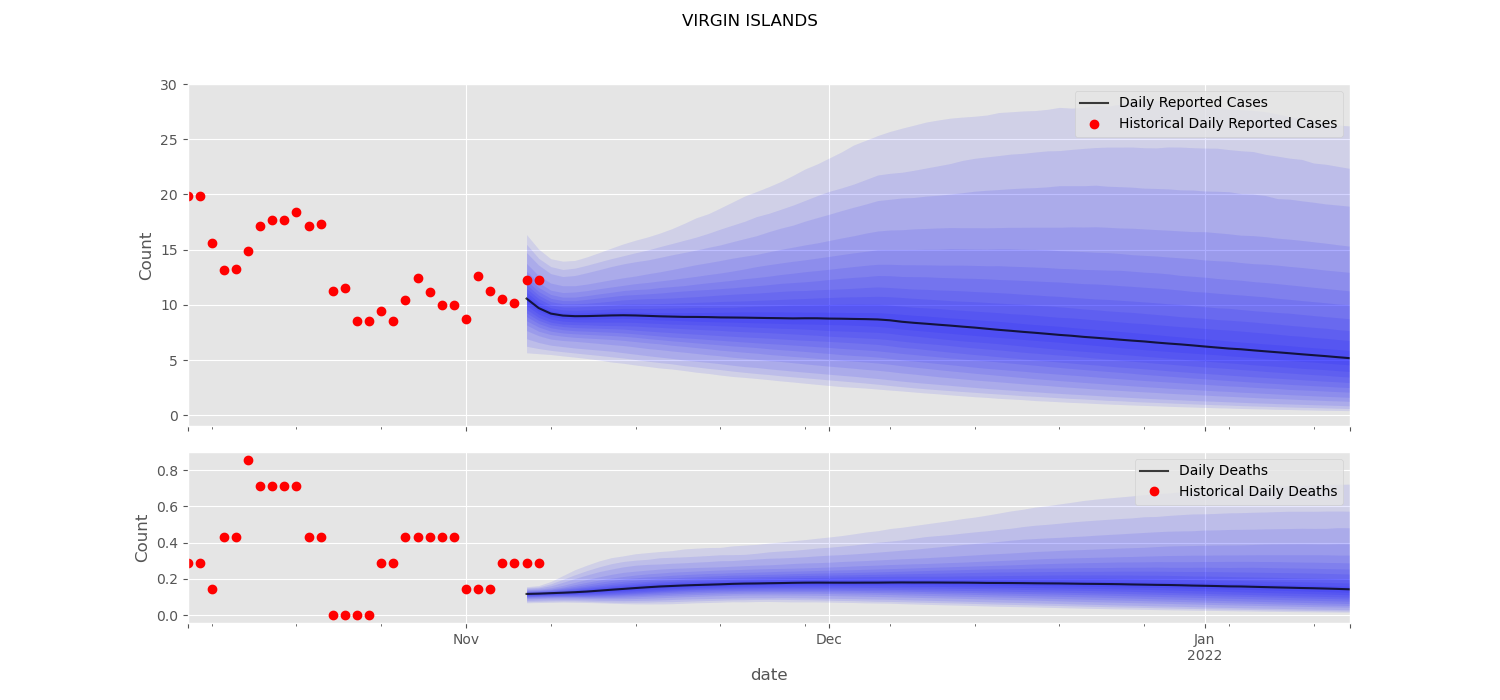 VIRGIN ISLANDS
30
25
20
15
10
5
0
Count
Daily Reported Cases
Historical Daily Reported Cases
0.8
0.6
0.4
0.2
0.0
Count
Daily Deaths
Historical Daily Deaths
Nov
Dec
Jan
2022
date